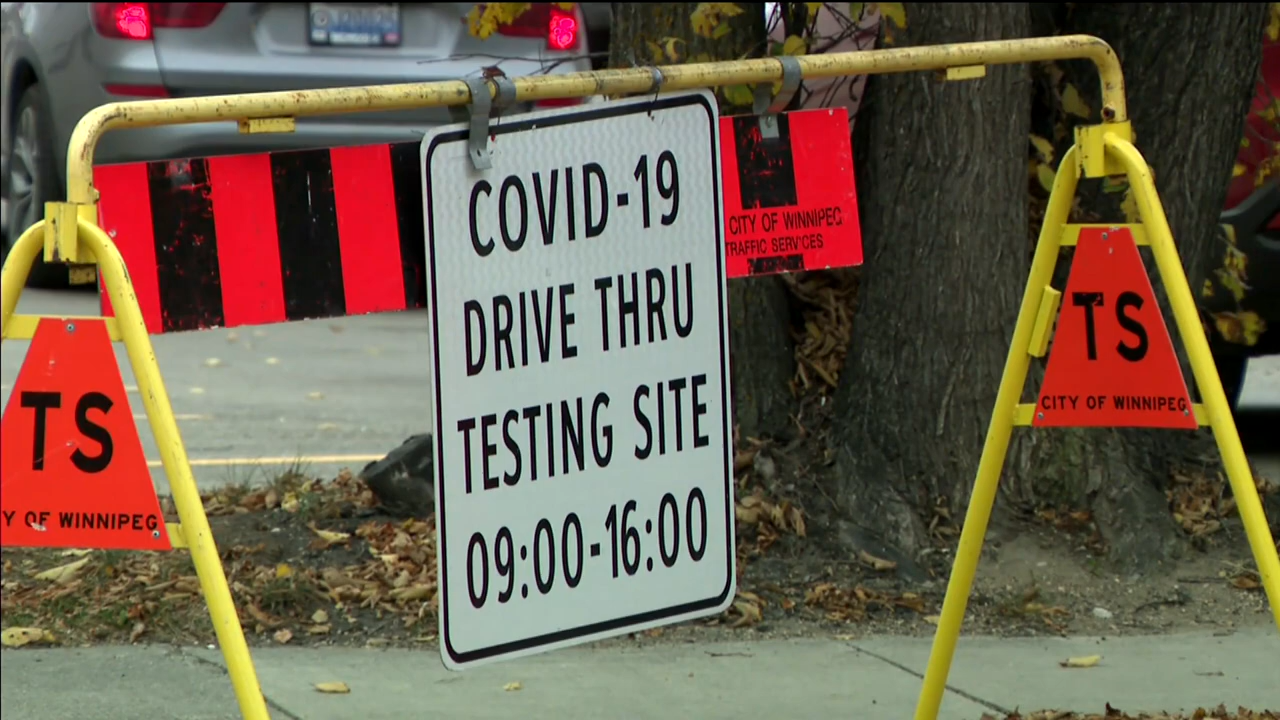 COVID-19
DRIVE THRU
TESTING SITE
09:00-16:00
CITY OF WINNIPEG
TRAFFIC SERVICES
TS
Y OF WINNIPEG
TS
CITY OF WINNIPEG